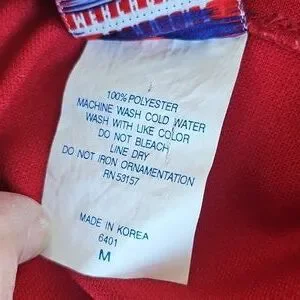 100% POLYESTER
MACHINE WASH COLD WATER
WASH WITH LIKE COLOR
DO NOT BLEACH
LINE DRY
DO NOT IRON ORNAMENTATION
RN 53157
MADE IN KOREA
6401
M